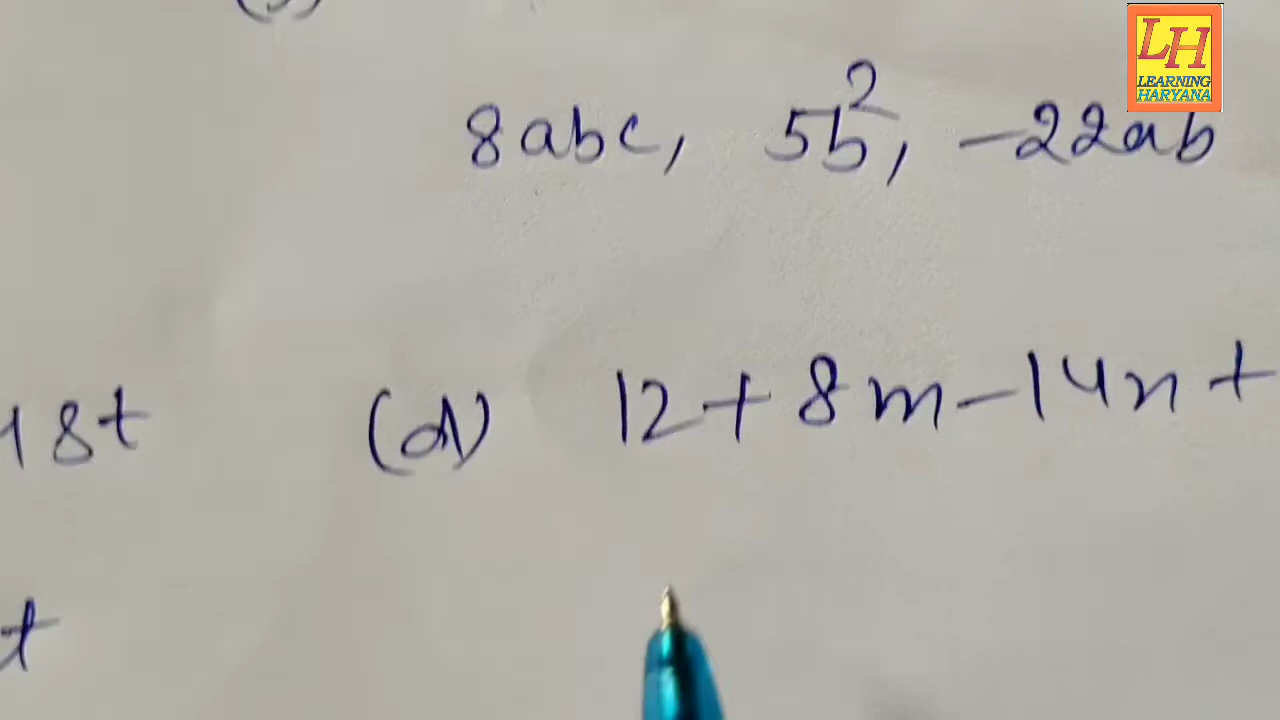 LH
LEARNING
HARYANA
8abc, 5b², -22ab
18t (d) 12+8m-14n+
t